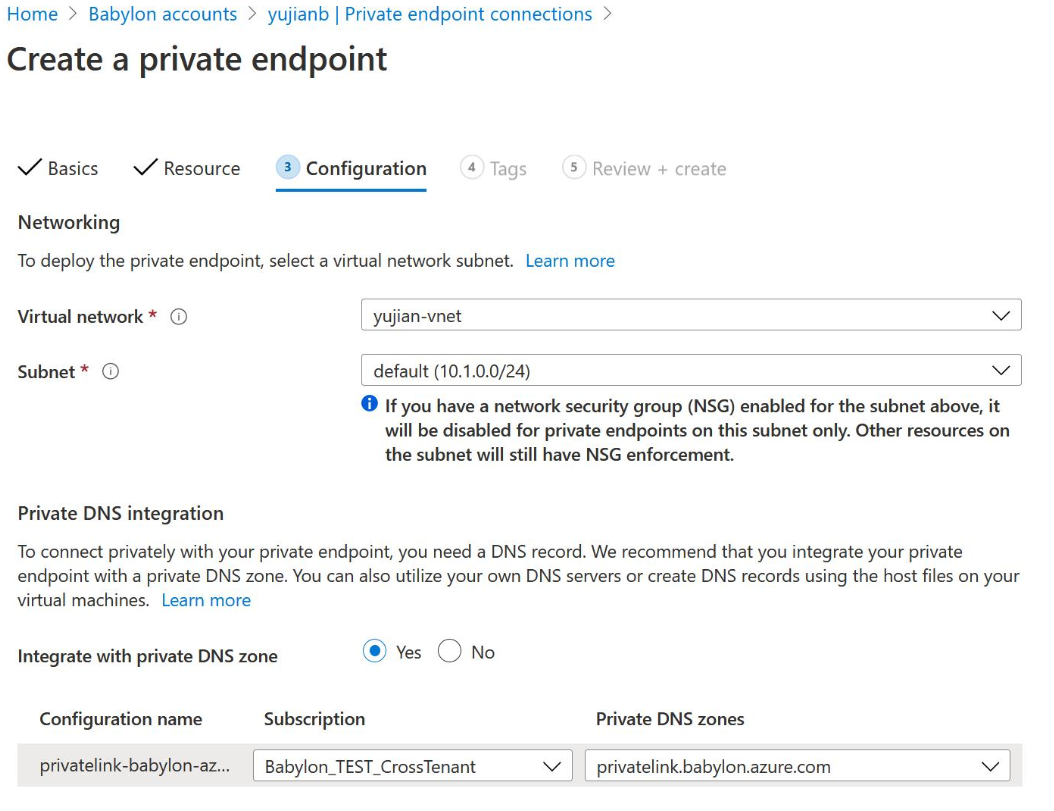 Home > Babylon accounts > yujianb | Private endpoint connections >
Create a private endpoint
Basics Resource 3 Configuration 4 Tags 5 Review + create
Networking
To deploy the private endpoint, select a virtual network subnet. Learn more
Virtual network * yujian-vnet
Subnet * default (10.1.0.0/24)
If you have a network security group (NSG) enabled for the subnet above, it
will be disabled for private endpoints on this subnet only. Other resources on
the subnet will still have NSG enforcement.
Private DNS integration
To connect privately with your private endpoint, you need a DNS record. We recommend that you integrate your private
endpoint with a private DNS zone. You can also utilize your own DNS servers or create DNS records using the host files on your
virtual machines. Learn more
Integrate with private DNS zone Yes No
Configuration name Subscription Private DNS zones
privatelink-babylon-az... Babylon_TEST_CrossTenant privatelink.babylon.azure.com